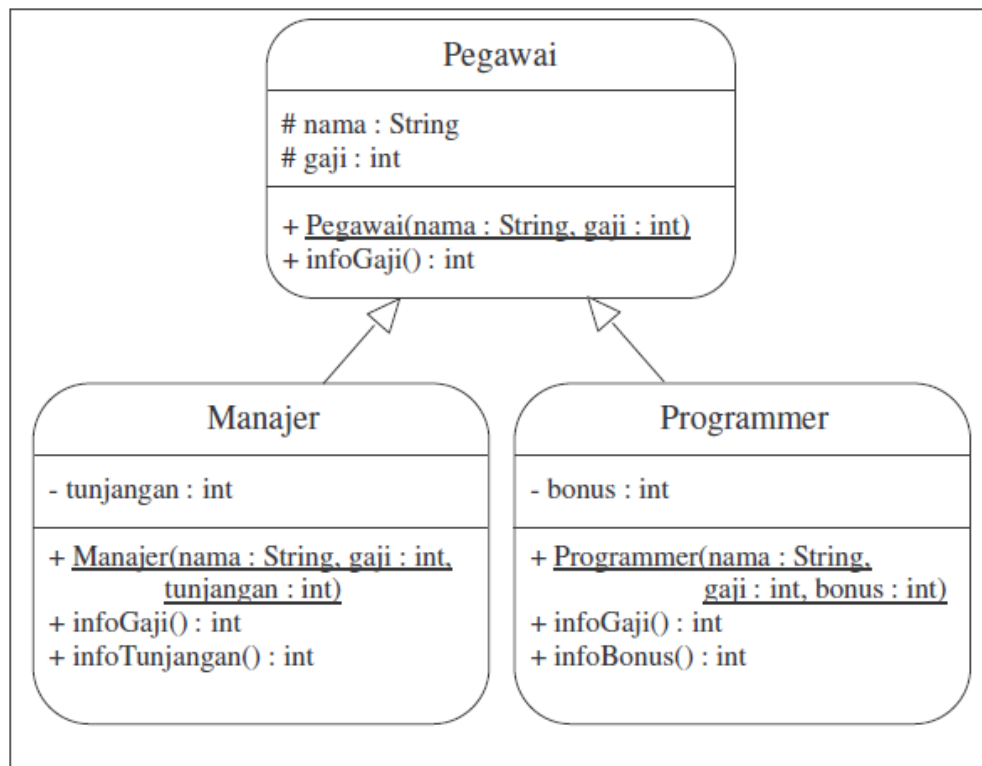 Pegawai
# nama : String
# gaji : int
+ Pegawai(nama : String, gaji : int)
+ infoGaji() : int
Manajer
- tunjangan : int
+ Manajer(nama : String, gaji : int,
tunjangan : int)
+ infoGaji() : int
+ infoTunjangan() : int
Programmer
- bonus : int
+ Programmer(nama : String,
gaji : int, bonus : int)
+ infoGaji() : int
+ infoBonus() : int